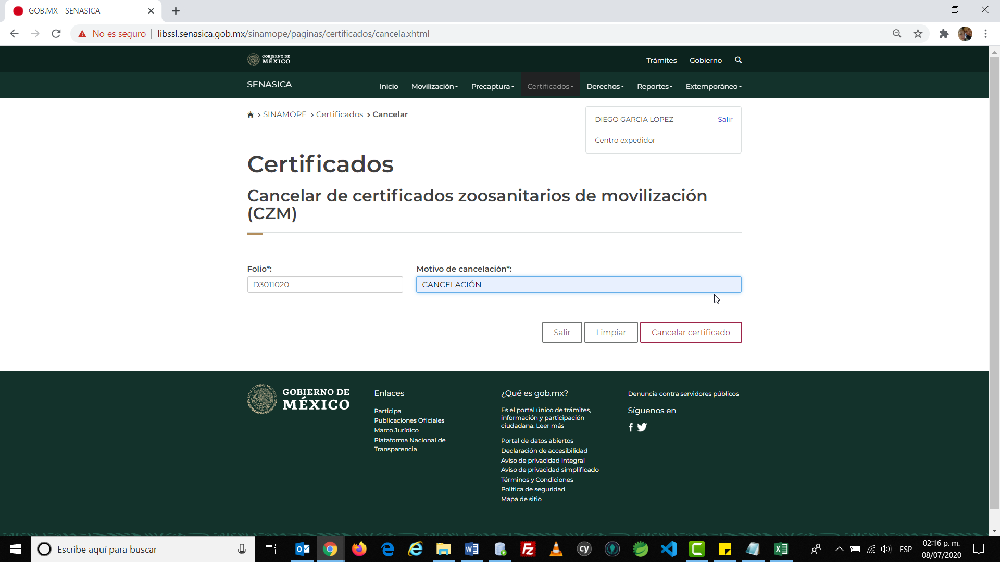 GOB.MX - SENASICA
No es seguro | libssl.senasica.gob.mx/sinamope/paginas/certificados/cancela.xhtml
GOBIERNO DE
MÉXICO
Trámites Gobierno
SENASICA
Inicio Movilización Precaptura Certificados Derechos Reportes Extemporáneo
SINAMOPE Certificados Cancelar
DIEGO GARCIA LOPEZ Salir
Centro expedidor
Certificados
Cancelar de certificados zoosanitarios de movilización
(CZM)
Folio*: Motivo de cancelación*:
D3011020 CANCELACIÓN
Salir Limpiar Cancelar certificado
GOBIERNO DE
MÉXICO
Enlaces
Participa
Publicaciones Oficiales
Marco Jurídico
Plataforma Nacional de
Transparencia
¿Qué es gob.mx?
Es el portal único de trámites,
información y participación
ciudadana. Leer más
Portal de datos abiertos
Declaración de accesibilidad
Aviso de privacidad integral
Aviso de privacidad simplificado
Términos y Condiciones
Política de seguridad
Mapa de sitio
Denuncia contra servidores públicos
Síguenos en
Escribe aquí para buscar
cy
ESP
02:16 p. m.
08/07/2020